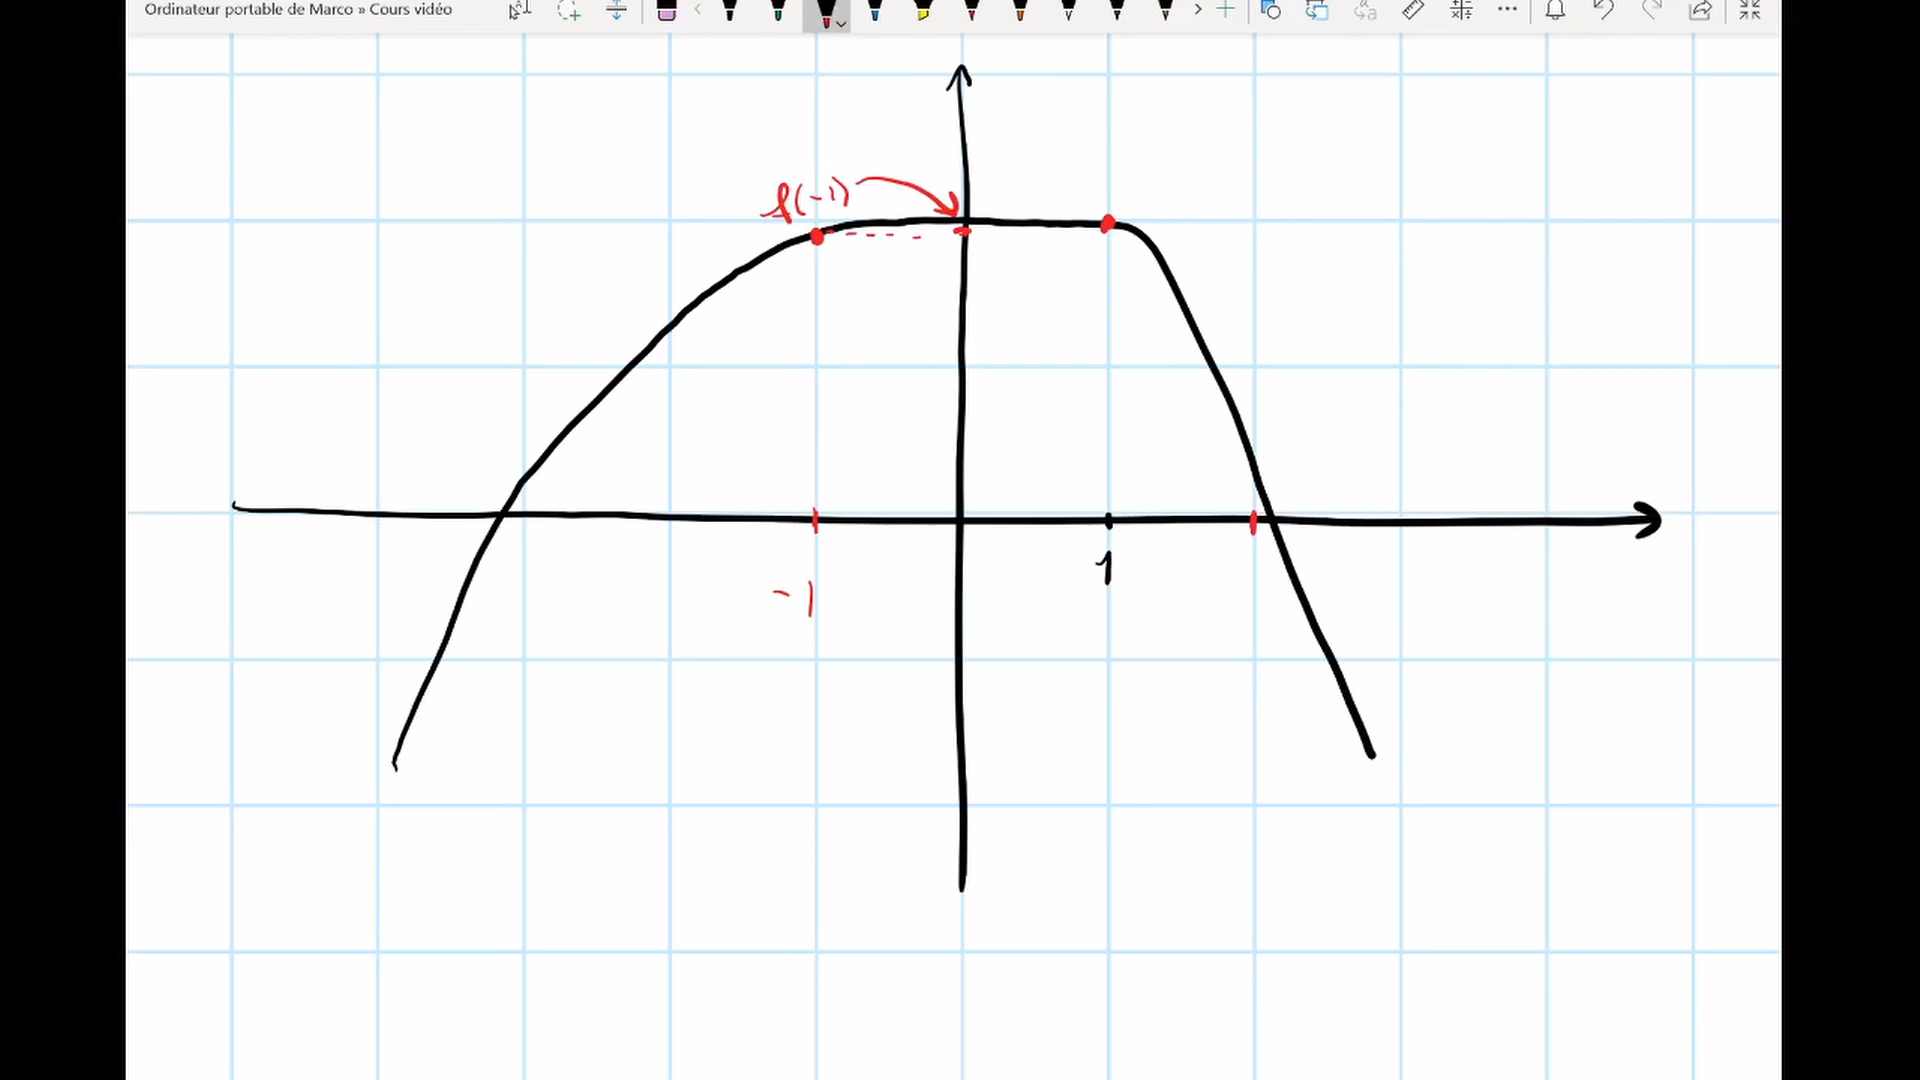 Ordinateur portable de Marco » Cours vidéo
f(-1)
1
-1